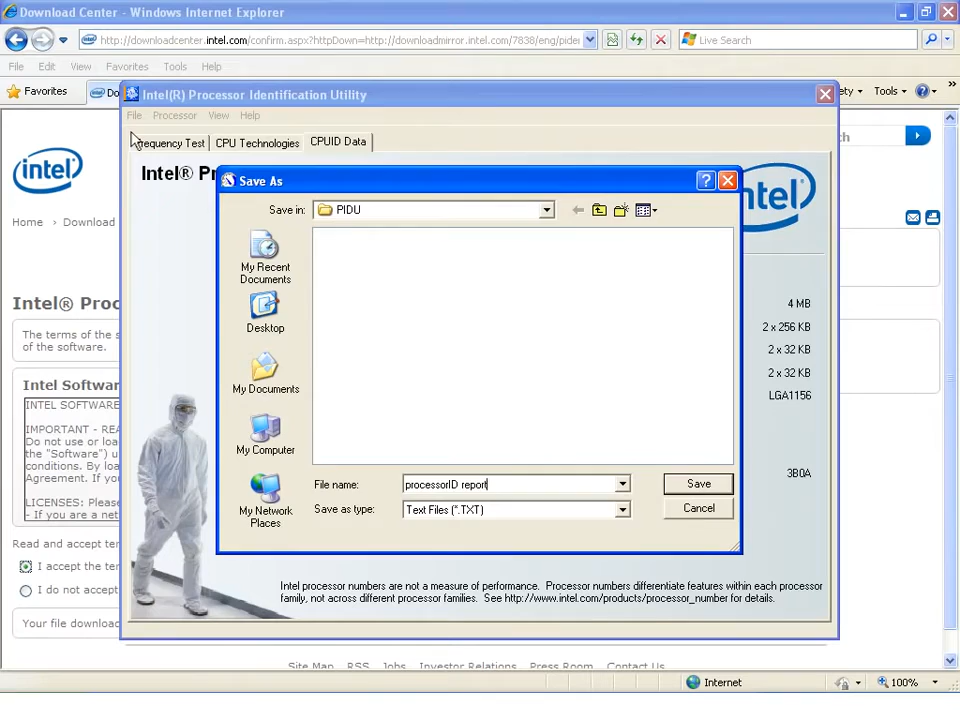 Download Center - Windows Internet Explorer
http://downloadcenter.intel.com/confirm.aspx?httpDown=http://downloadmirror.intel.com/7838/eng/pider
Live Search
File Edit View Favorites Tools Help
Favorites
Do
ety
Tools
Intel(R) Processor Identification Utility
File Processor View Help
Frequency Test
CPU Technologies
CPUID Data
Intel® Pr
intel
ntel
Save As
Save in:
PIDU
My Recent
Documents
Desktop
My Documents
My Computer
My Network
Places
File name:
processorID report
Save
Save as type:
Text Files (*.TXT)
Cancel
Home > Download
4 MB
2 x 256 KB
2 x 32 KB
2 x 32 KB
LGA1156
3B0A
Intel® Proc
The terms of the s
of the software.
Intel Softwar
INTEL SOFTWARE
IMPORTANT - REA
Do not use or loa
the "Software") u
conditions. By loa
Agreement. If yo
LICENSES: Please
- If you are a net
Read and accept ter
I accept the ter
I do not accept
Your file download
Intel processor numbers are not a measure of performance. Processor numbers differentiate features within each processor
family, not across different processor families. See http://www.intel.com/products/processor_number for details.
Site Map RSS Jobs Investor Relations Press Room Contact Us
Internet
100%